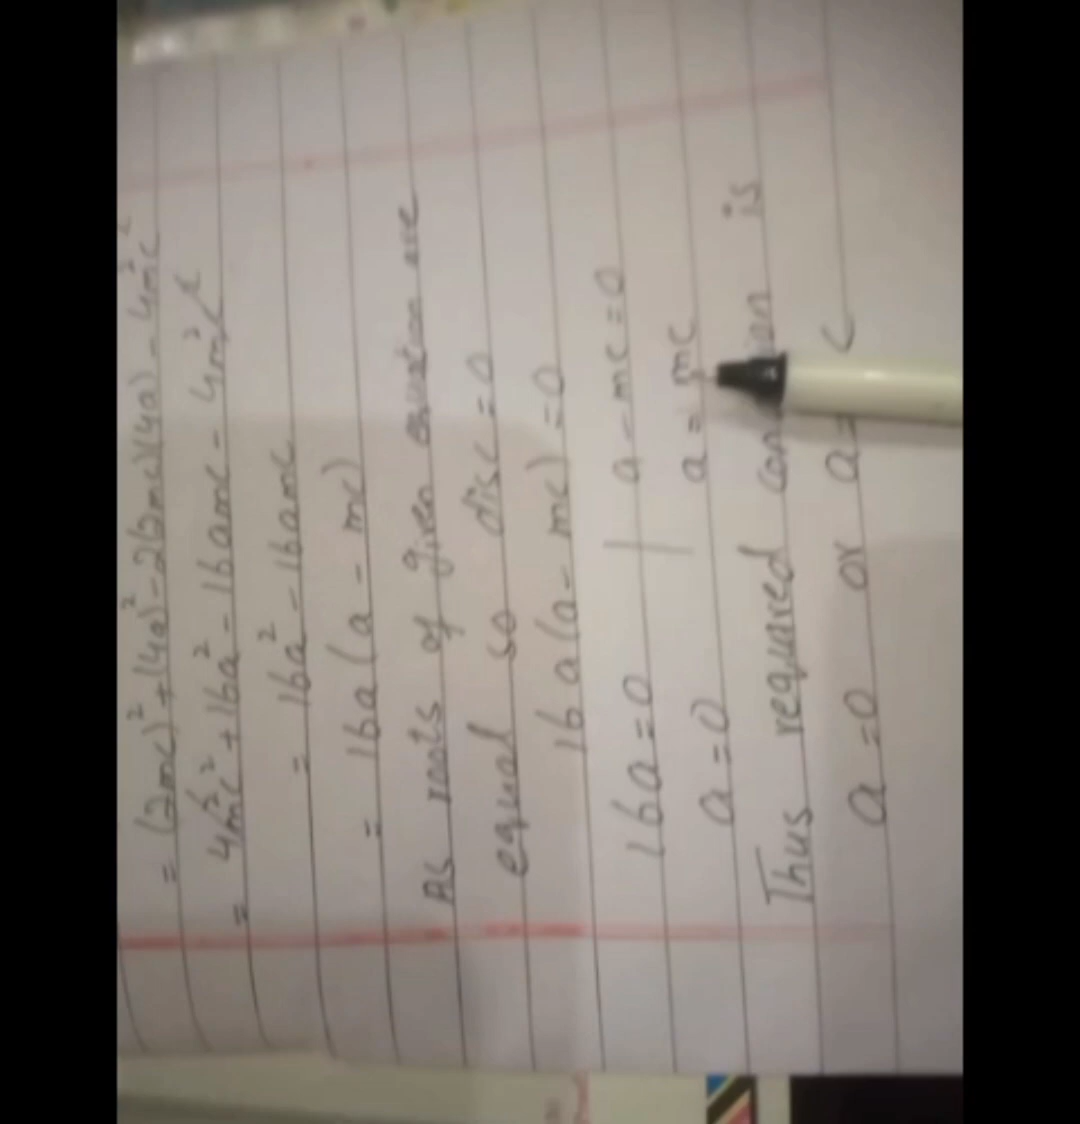 = (2mc)² + (4a)² - 2(2mc)(4a) - 4m²c²
= 4m²c² + 16a² - 16amc - 4m²c²
= 16a² - 16amc
= 16a(a - mc)
As roots of given equation are
equal so disc = 0
16a(a - mc) = 0
16a = 0 | a - mc = 0
a = 0 | a = mc
Thus required is
a = 0 or a = c